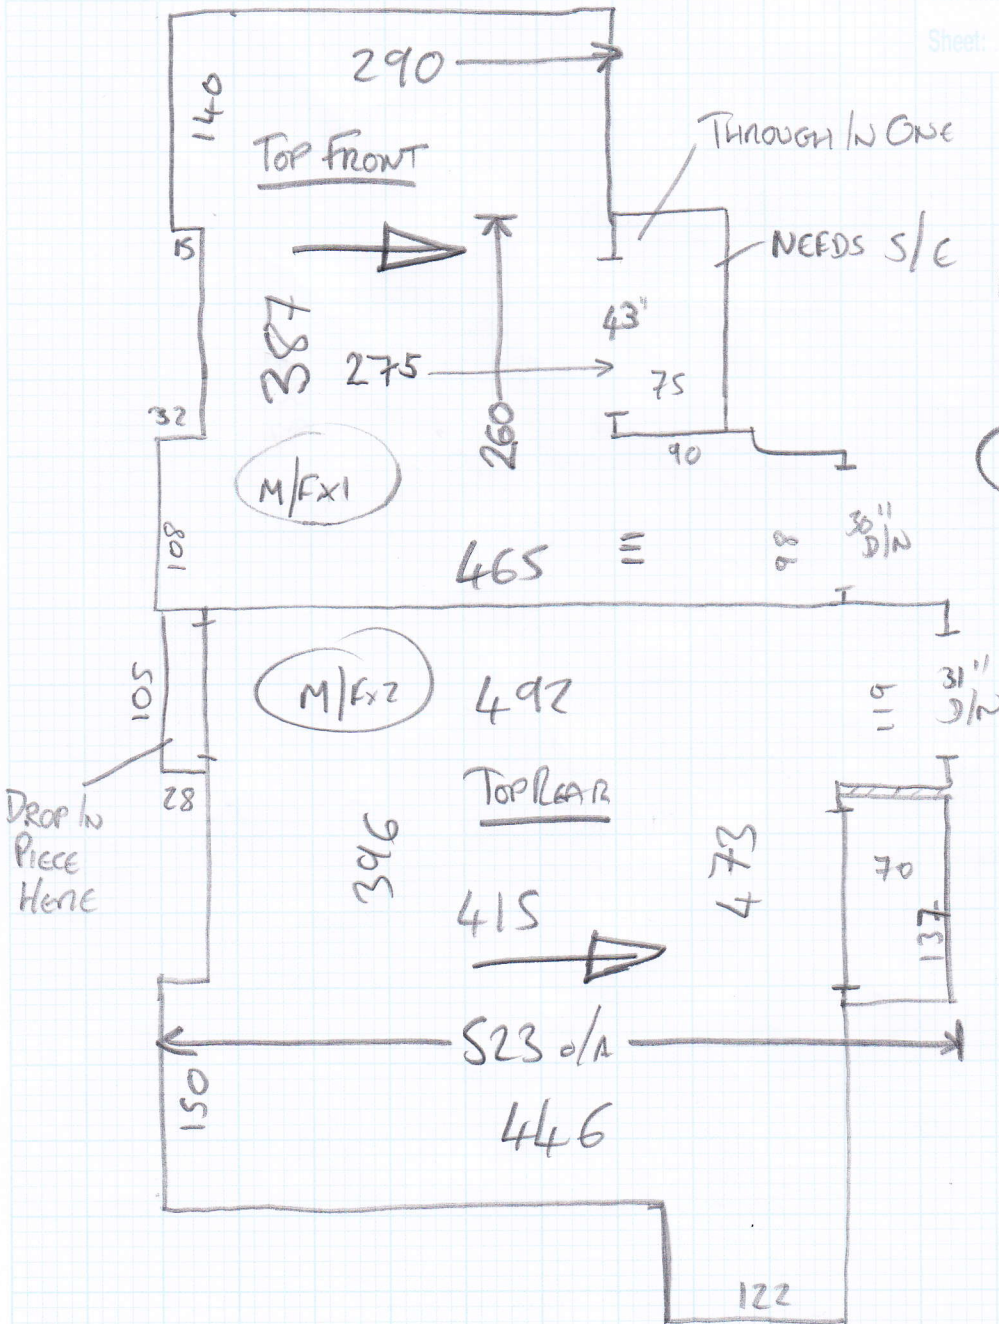 Sheet:
290
140
TOP FRONT
THROUGH IN ONE
15
NEEDS S/E
387
43"
275
75
32
260
90
M/FX1
108
465
98
30"
D/N
105
M/FX2
492
119
31"
D/N
28
TOP REAR
DROP IN
PIECE
HERE
396
473
70
415
137
523 O/A
150
446
122